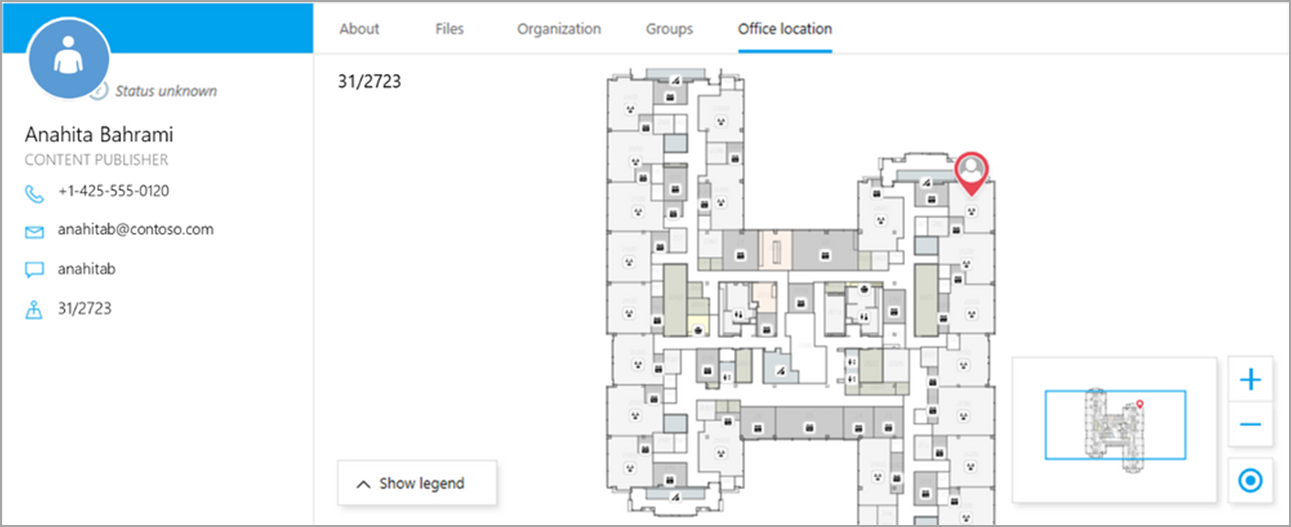 About Files Organization Groups Office location
Status unknown
31/2723
Anahita Bahrami
CONTENT PUBLISHER
+1-425-555-0120
anahitab@contoso.com
anahitab
31/2723
Show legend